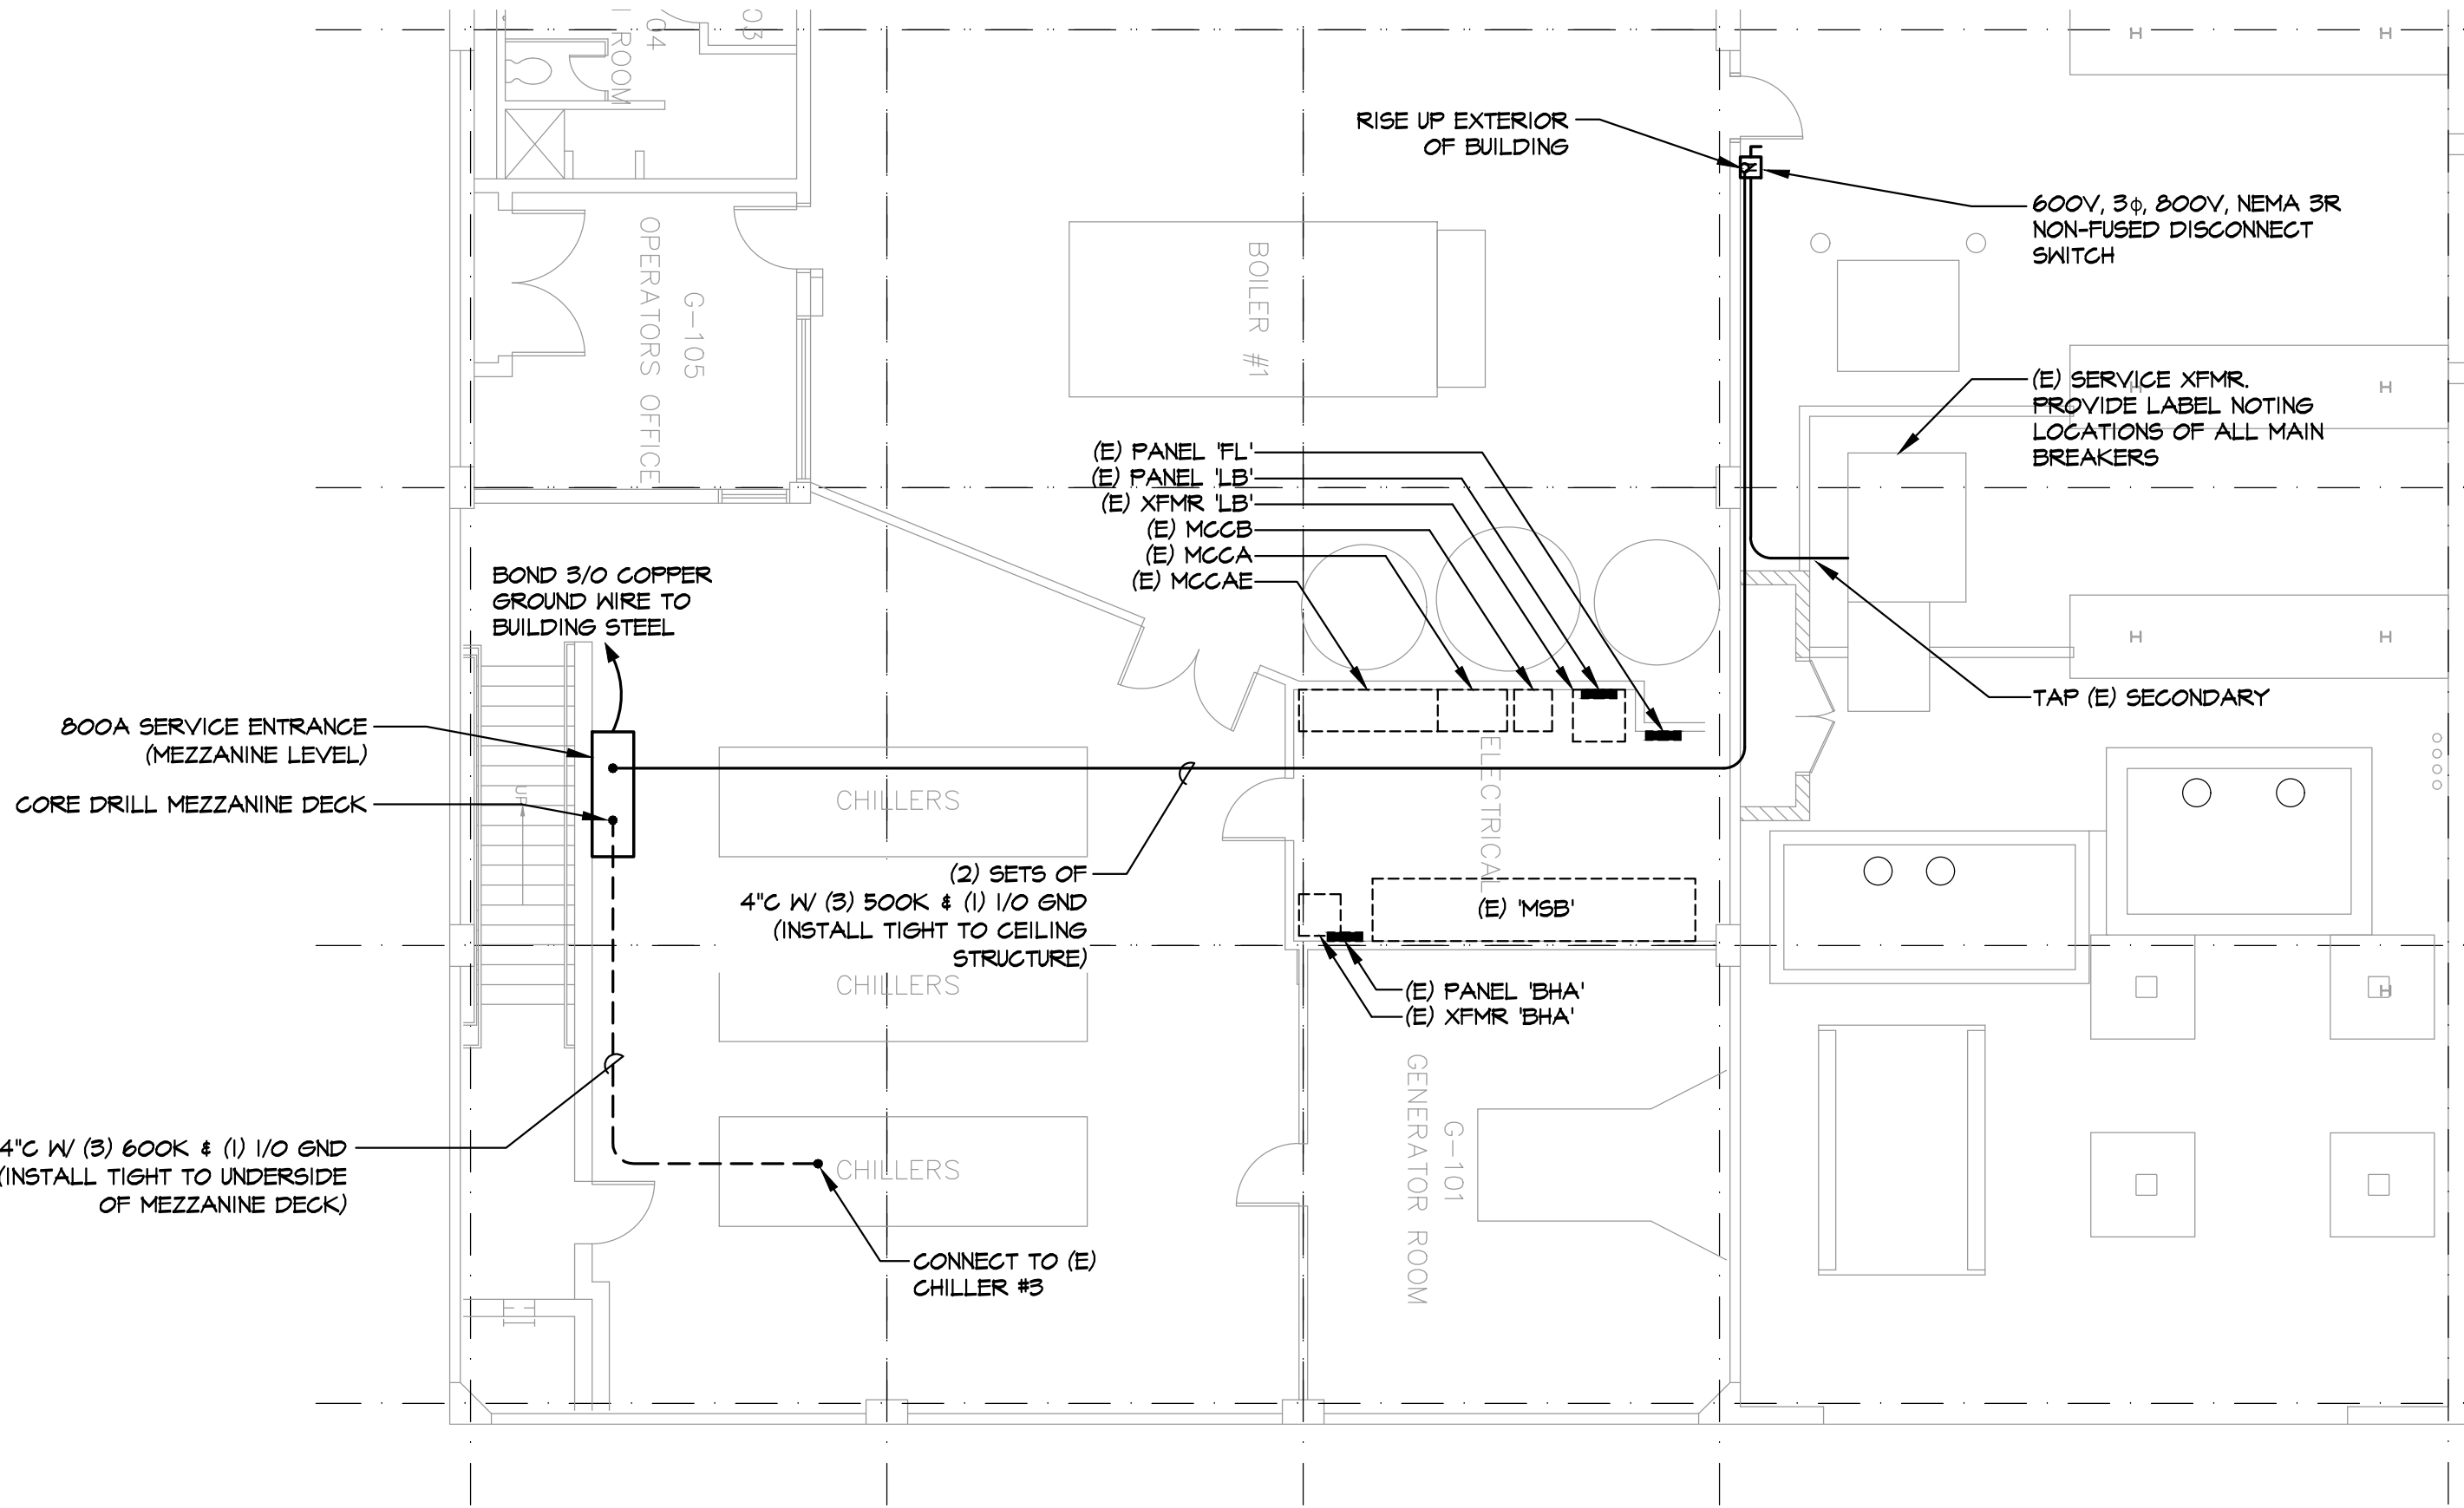 03
04
ROOM
RISE UP EXTERIOR
OF BUILDING
600V, 3ϕ, 800V, NEMA 3R
NON-FUSED DISCONNECT
SWITCH
G-105
OPERATORS OFFICE
BOILER #1
(E) SERVICE XFMR.
PROVIDE LABEL NOTING
LOCATIONS OF ALL MAIN
BREAKERS
(E) PANEL 'FL'
(E) PANEL 'LB'
(E) XFMR 'LB'
(E) MCCB
(E) MCCA
(E) MCCAE
BOND 3/0 COPPER
GROUND WIRE TO
BUILDING STEEL
TAP (E) SECONDARY
800A SERVICE ENTRANCE
(MEZZANINE LEVEL)
CORE DRILL MEZZANINE DECK
UP
CHILLERS
ELECTRICAL
(2) SETS OF
4"C W/ (3) 500K & (1) 1/0 GND
(INSTALL TIGHT TO CEILING
STRUCTURE)
(E) 'MSB'
CHILLERS
(E) PANEL 'BHA'
(E) XFMR 'BHA'
4"C W/ (3) 600K & (1) 1/0 GND
(INSTALL TIGHT TO UNDERSIDE
OF MEZZANINE DECK)
CHILLERS
G-101
GENERATOR ROOM
CONNECT TO (E)
CHILLER #3
H
H
H
H
H
H
H